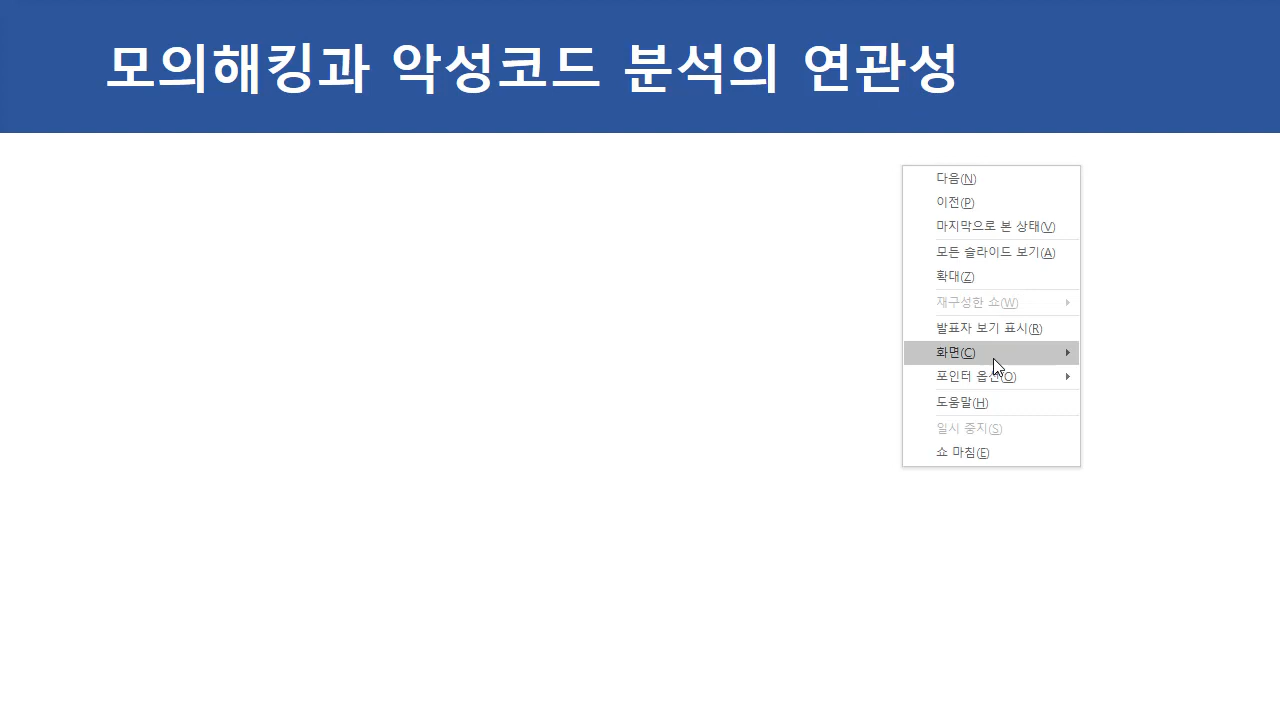 모의해킹과 악성코드 분석의 연관성
다음(N)
이전(P)
마지막으로 본 상태(V)
모든 슬라이드 보기(A)
확대(Z)
재구성한 쇼(W)
발표자 보기 표시(R)
화면(C)
포인터 옵션(O)
도움말(H)
일시 중지(S)
쇼 마침(E)